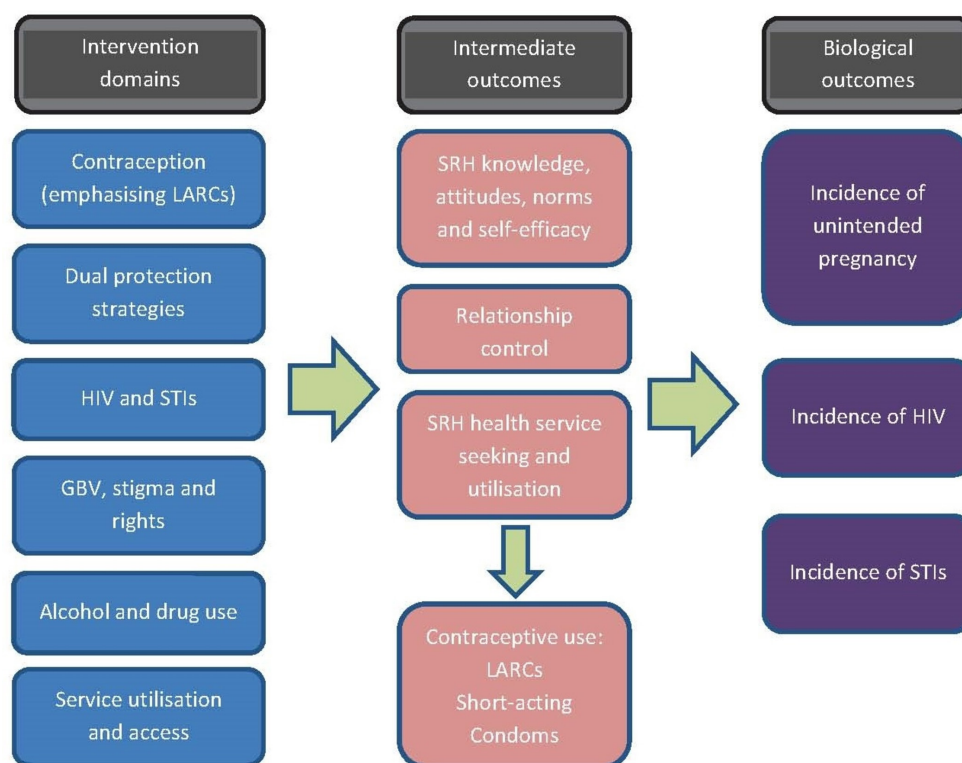 Intervention
domains
Contraception
(emphasising LARCs)
Dual protection
strategies
HIV and STIs
GBV, stigma and
rights
Alcohol and drug use
Service utilisation
and access
Intermediate
outcomes
SRH knowledge,
attitudes, norms
and self-efficacy
Relationship
control
SRH health service
seeking and
utilisation
Contraceptive use:
LARCs
Short-acting
Condoms
Biological
outcomes
Incidence of
unintended
pregnancy
Incidence of HIV
Incidence of STIs